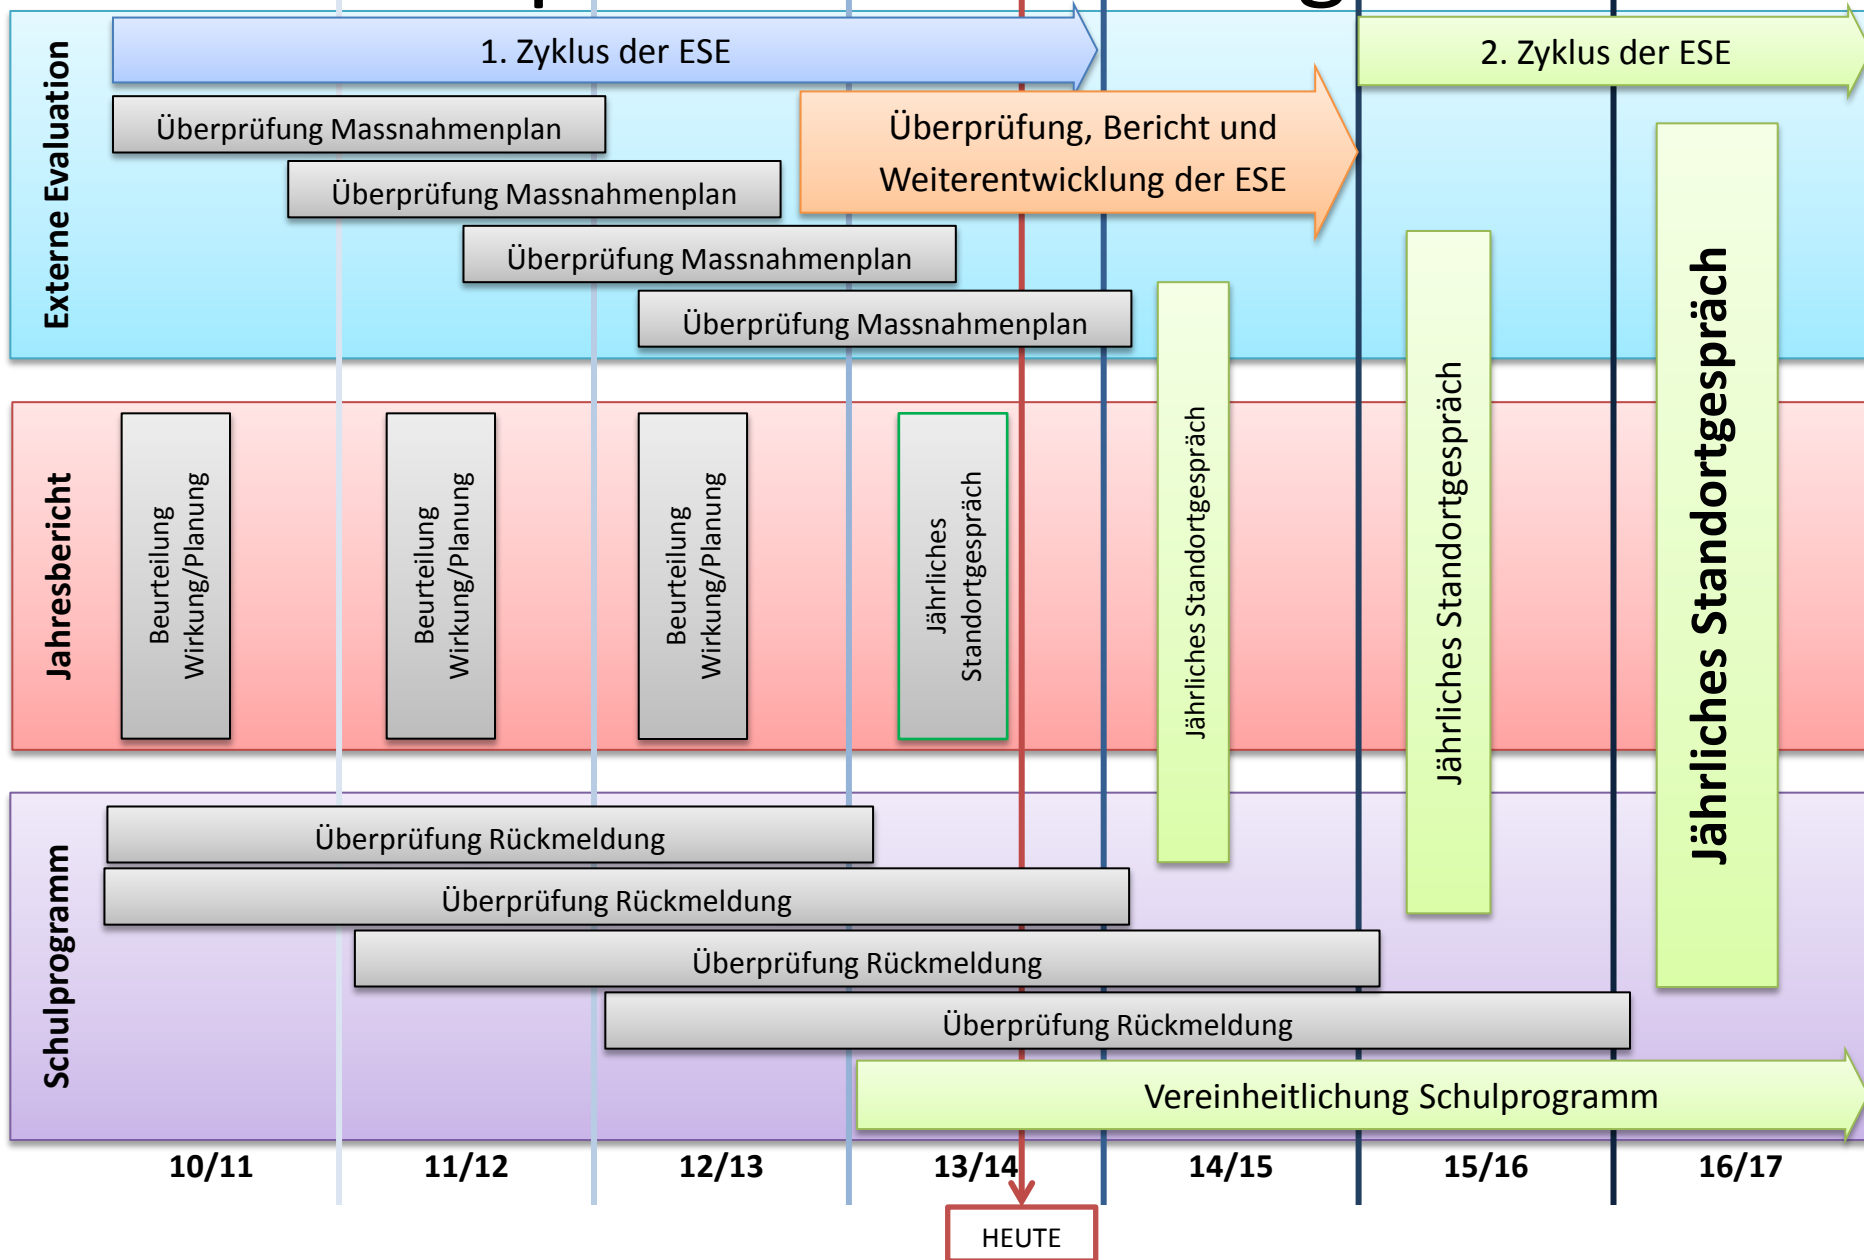 1. Zyklus der ESE
2. Zyklus der ESE
Externe Evaluation
Überprüfung Massnahmenplan
Überprüfung, Bericht und
Weiterentwicklung der ESE
Überprüfung Massnahmenplan
Überprüfung Massnahmenplan
Überprüfung Massnahmenplan
Jahresbericht
Beurteilung
Wirkung/Planung
Beurteilung
Wirkung/Planung
Beurteilung
Wirkung/Planung
Jährliches
Standortgespräch
Jährliches Standortgespräch
Jährliches Standortgespräch
Jährliches Standortgespräch
Schulprogramm
Überprüfung Rückmeldung
Überprüfung Rückmeldung
Überprüfung Rückmeldung
Überprüfung Rückmeldung
Vereinheitlichung Schulprogramm
10/11
11/12
12/13
13/14
14/15
15/16
16/17
HEUTE